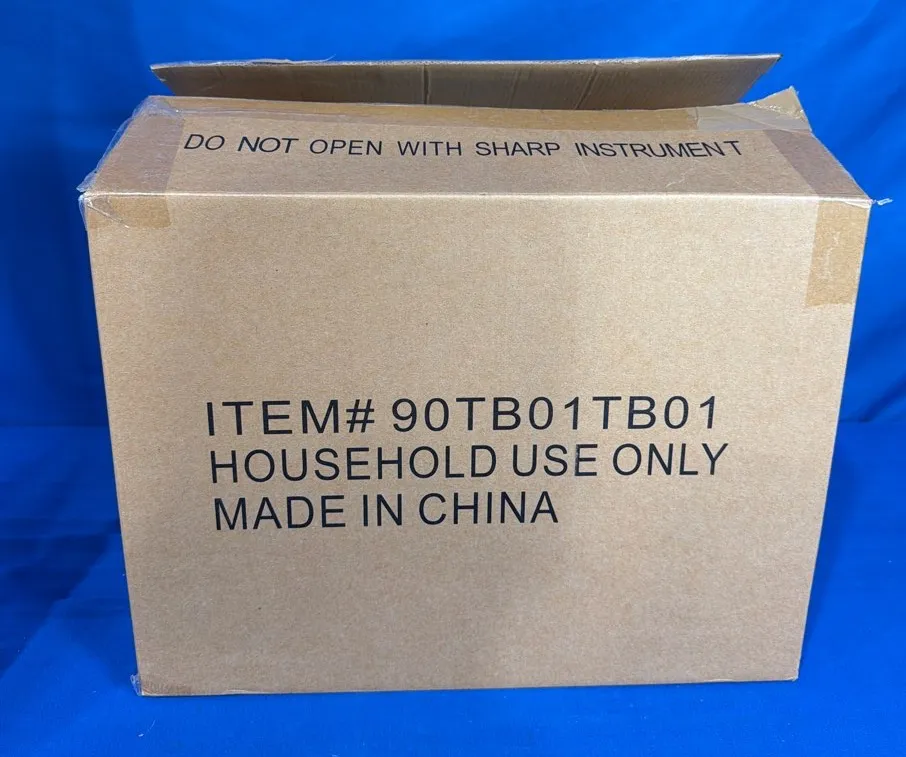 DO NOT OPEN WITH SHARP INSTRUMENT
ITEM# 90TB01TB01
HOUSEHOLD USE ONLY
MADE IN CHINA